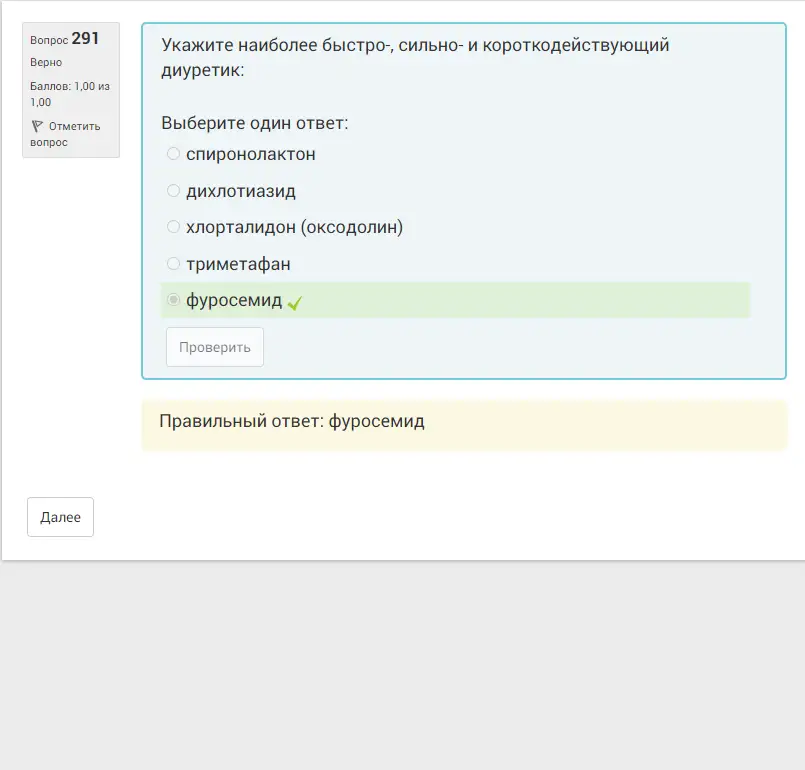 Вопрос 291
Верно
Баллов: 1,00 из
1,00
Отметить
вопрос
Укажите наиболее быстро-, сильно- и короткодействующий
диуретик:
Выберите один ответ:
спиронолактон
дихлотиазид
хлорталидон (оксодолин)
триметафан
фуросемид
Проверить
Правильный ответ: фуросемид
Далее